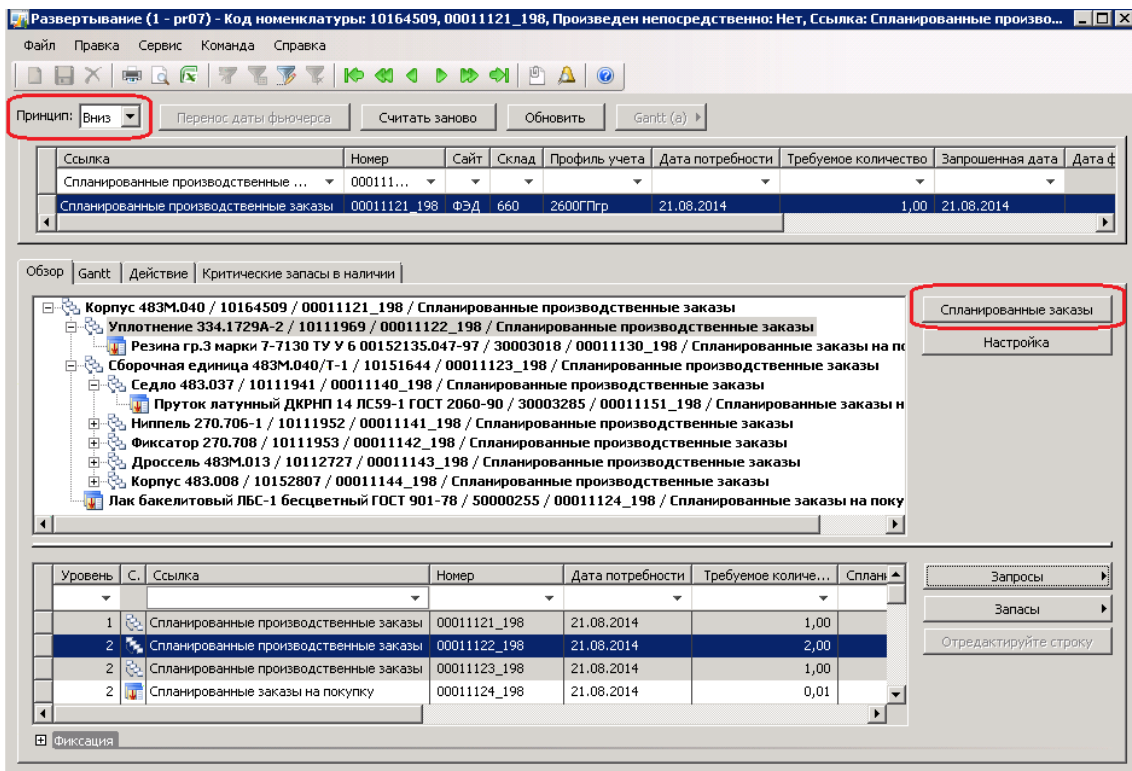 Развертывание (1 - pr07) - Код номенклатуры: 10164509, 00011121_198, Произведен непосредственно: Нет, Ссылка: Спланированные произво...
Файл Правка Сервис Команда Справка
Принцип: Вниз Перенос даты фьючерса Считать заново Обновить Gantt (a)
Ссылка Номер Сайт Склад Профиль учета Дата потребности Требуемое количество Запрошенная дата Дата ф
Спланированные производственные ... 000111...
Спланированные производственные заказы 00011121_198 ФЭД 660 2600ГПгр 21.08.2014 1,00 21.08.2014
Обзор Gantt Действие Критические запасы в наличии
Корпус 483М.040 / 10164509 / 00011121_198 / Спланированные производственные заказы
Спланированные заказы
Уплотнение 334.1729А-2 / 10111969 / 00011122_198 / Спланированные производственные заказы
Резина гр.3 марки 7-7130 ТУ У 6 00152135.047-97 / 30003018 / 00011130_198 / Спланированные заказы на по
Настройка
Сборочная единица 483М.040/Т-1 / 10151644 / 00011123_198 / Спланированные производственные заказы
Седло 483.037 / 10111941 / 00011140_198 / Спланированные производственные заказы
Пруток латунный ДКРНП 14 ЛС59-1 ГОСТ 2060-90 / 30003285 / 00011151_198 / Спланированные заказы н
Ниппель 270.706-1 / 10111952 / 00011141_198 / Спланированные производственные заказы
Фиксатор 270.708 / 10111953 / 00011142_198 / Спланированные производственные заказы
Дроссель 483М.013 / 10112727 / 00011143_198 / Спланированные производственные заказы
Корпус 483.008 / 10152807 / 00011144_198 / Спланированные производственные заказы
Лак бакелитовый ЛБС-1 бесцветный ГОСТ 901-78 / 50000255 / 00011124_198 / Спланированные заказы на поку
Уровень С. Ссылка Номер Дата потребности Требуемое количе... Сплани
Запросы
1 Спланированные производственные заказы 00011121_198 21.08.2014 1,00
Запасы
2 Спланированные производственные заказы 00011122_198 21.08.2014 2,00
Отредактируйте строку
2 Спланированные производственные заказы 00011123_198 21.08.2014 1,00
2 Спланированные заказы на покупку 00011124_198 21.08.2014 0,01
Фиксация